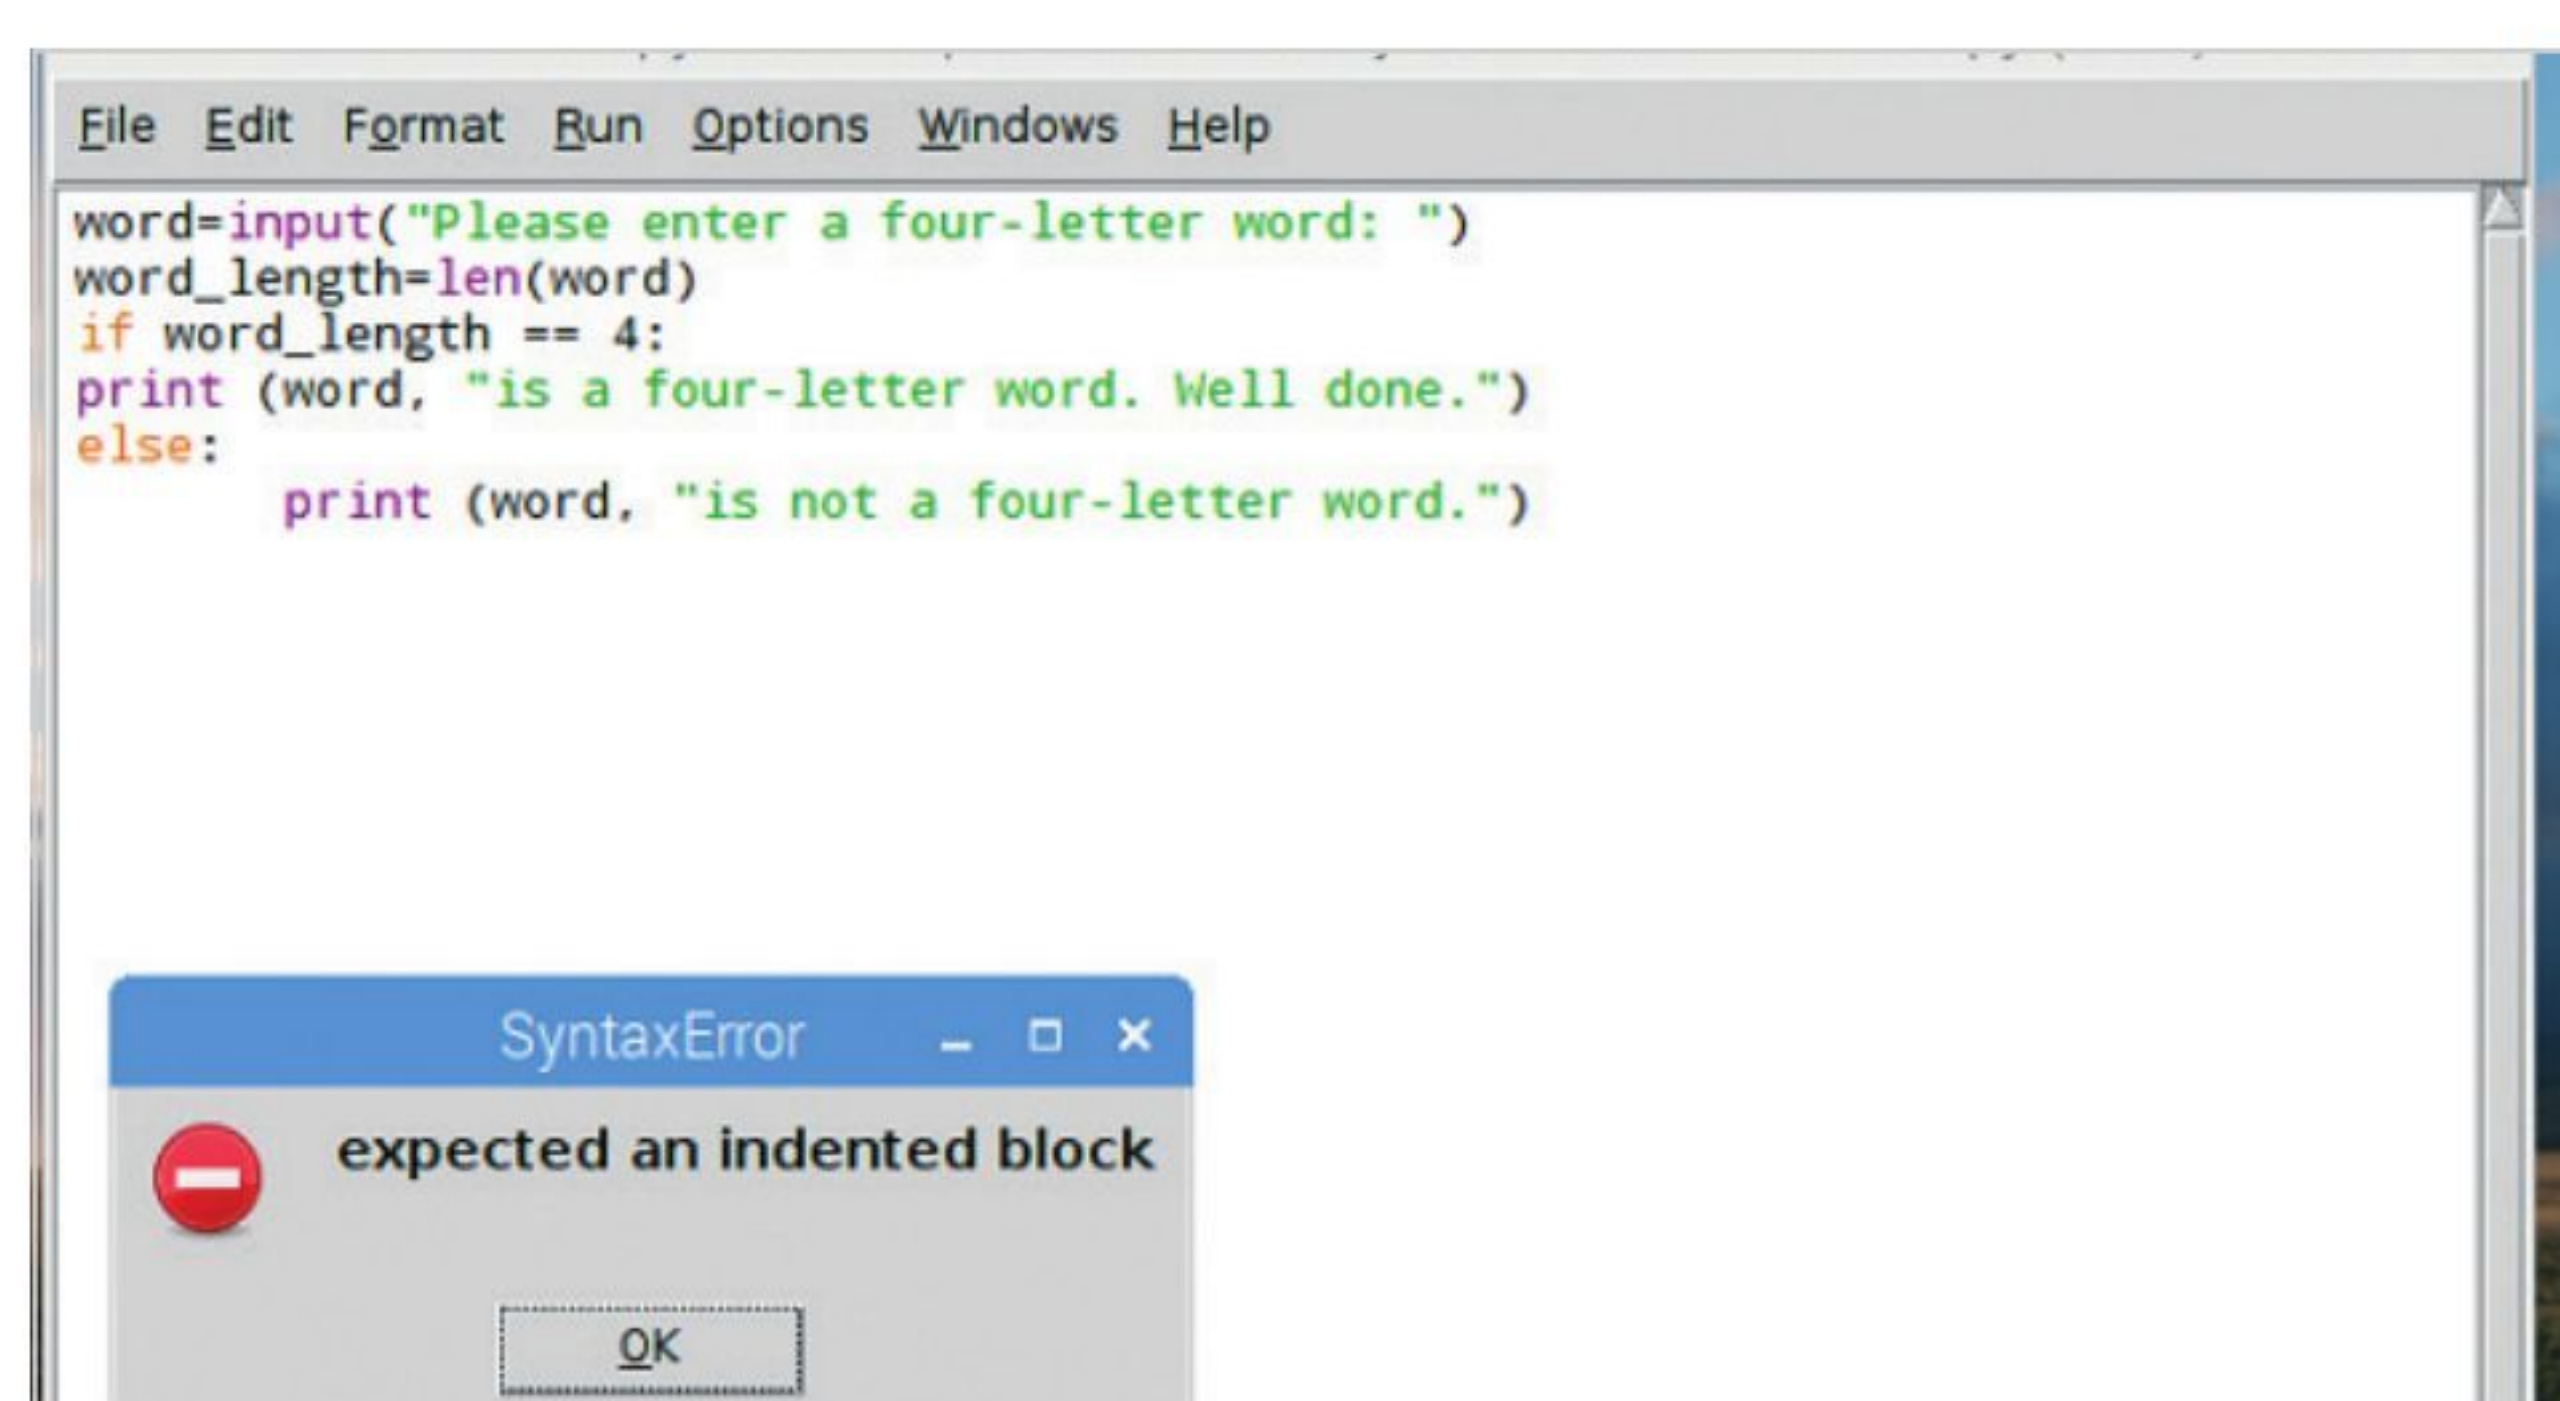 File Edit Format Run Options Windows Help
word=input("Please enter a four-letter word: ")
word_length=len(word)
if word_length == 4:
print (word, "is a four-letter word. Well done.")
else:
      print (word, "is not a four-letter word.")
SyntaxError
expected an indented block
OK